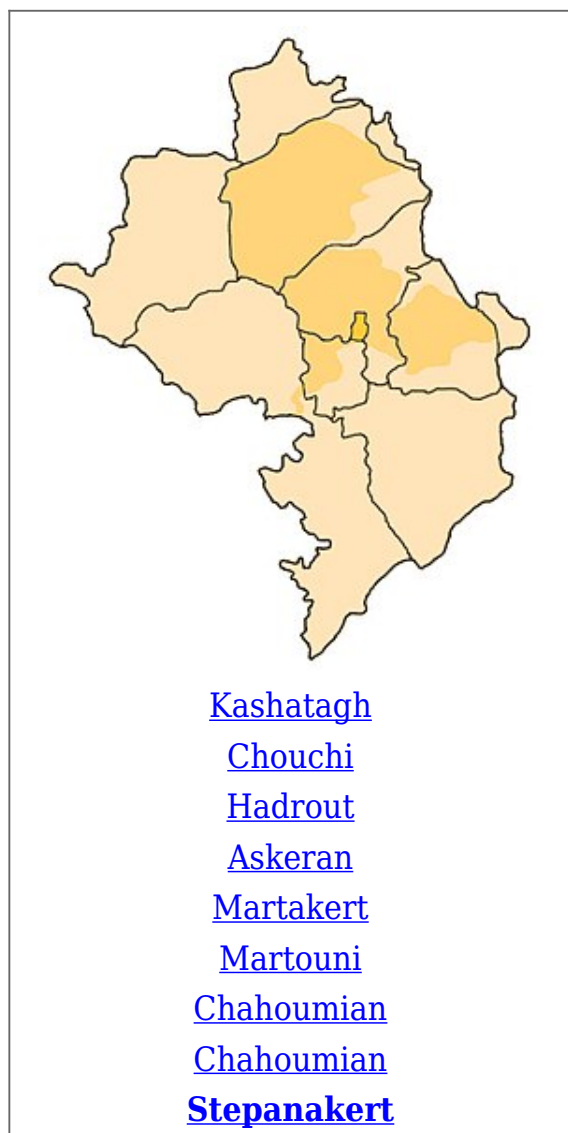 Kashatagh
Chouchi
Hadrout
Askeran
Martakert
Martouni
Chahoumian
Chahoumian
Stepanakert